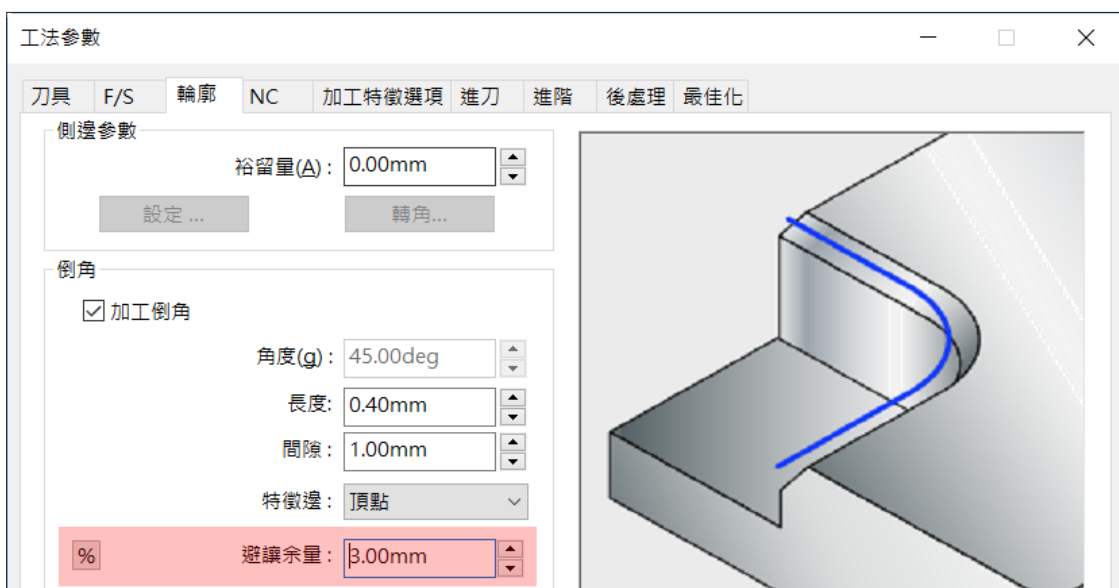 工法參數
刀具 F/S 輪廓 NC 加工特徵選項 進刀 進階 後處理 最佳化
側邊參數
裕留量(A): 0.00mm
設定 ... 轉角...
倒角
加工倒角
角度(g): 45.00deg
長度: 0.40mm
間隙: 1.00mm
特徵邊: 頂點
% 避讓余量: 3.00mm